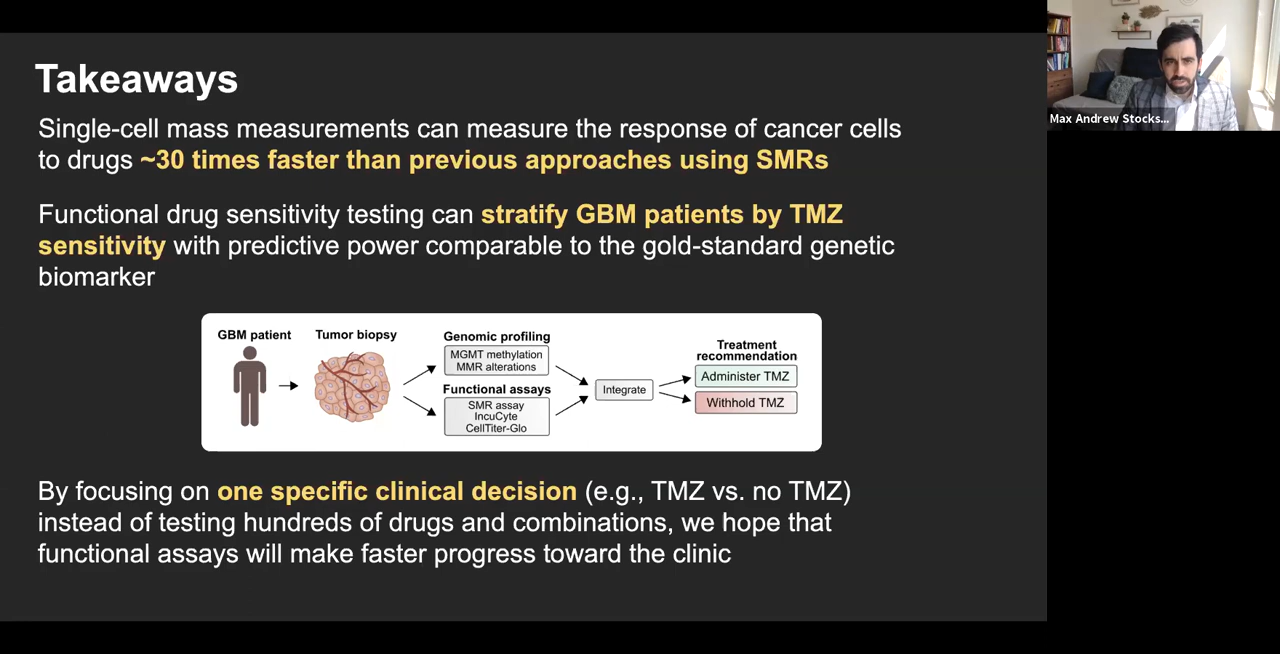 Takeaways
Single-cell mass measurements can measure the response of cancer cells
to drugs ~30 times faster than previous approaches using SMRs
Functional drug sensitivity testing can stratify GBM patients by TMZ
sensitivity with predictive power comparable to the gold-standard genetic
biomarker
GBM patient
Tumor biopsy
Genomic profiling
MGMT methylation
MMR alterations
Functional assays
SMR assay
IncuCyte
CellTiter-Glo
Integrate
Treatment
recommendation
Administer TMZ
Withhold TMZ
By focusing on one specific clinical decision (e.g., TMZ vs. no TMZ)
instead of testing hundreds of drugs and combinations, we hope that
functional assays will make faster progress toward the clinic
Max Andrew Stocks...